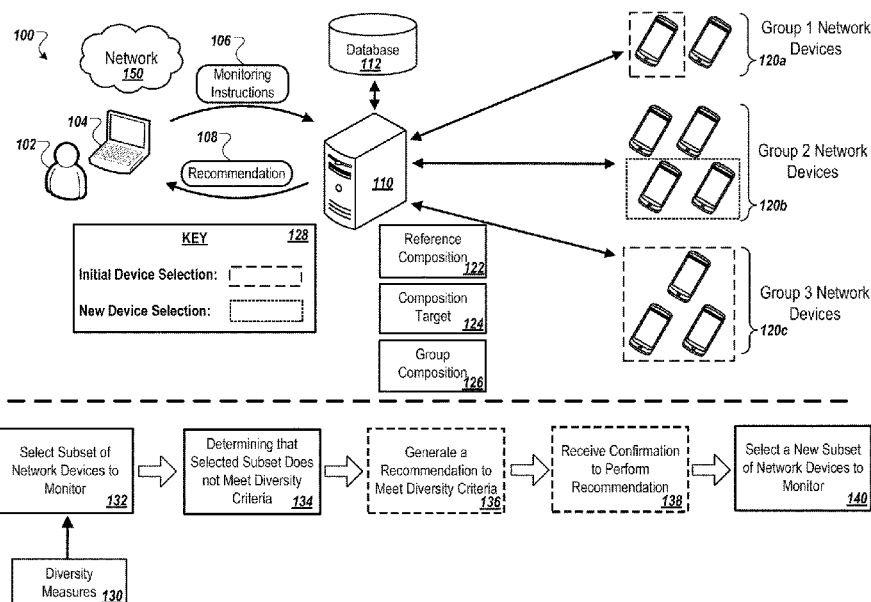 100
Network
150
106
Monitoring
Instructions
Database
112
Group 1 Network
Devices
120a
104
102
108
Recommendation
110
Group 2 Network
Devices
120b
KEY
128
Initial Device Selection:
New Device Selection:
Reference
Composition
122
Composition
Target
124
Group
Composition
126
Group 3 Network
Devices
120c
Select Subset of
Network Devices to
Monitor
132
Determining that
Selected Subset Does
not Meet Diversity
Criteria
134
Generate a
Recommendation to
Meet Diversity Criteria
136
Receive Confirmation
to Perform
Recommendation
138
Select a New Subset
of Network Devices to
Monitor
140
Diversity
Measures
130